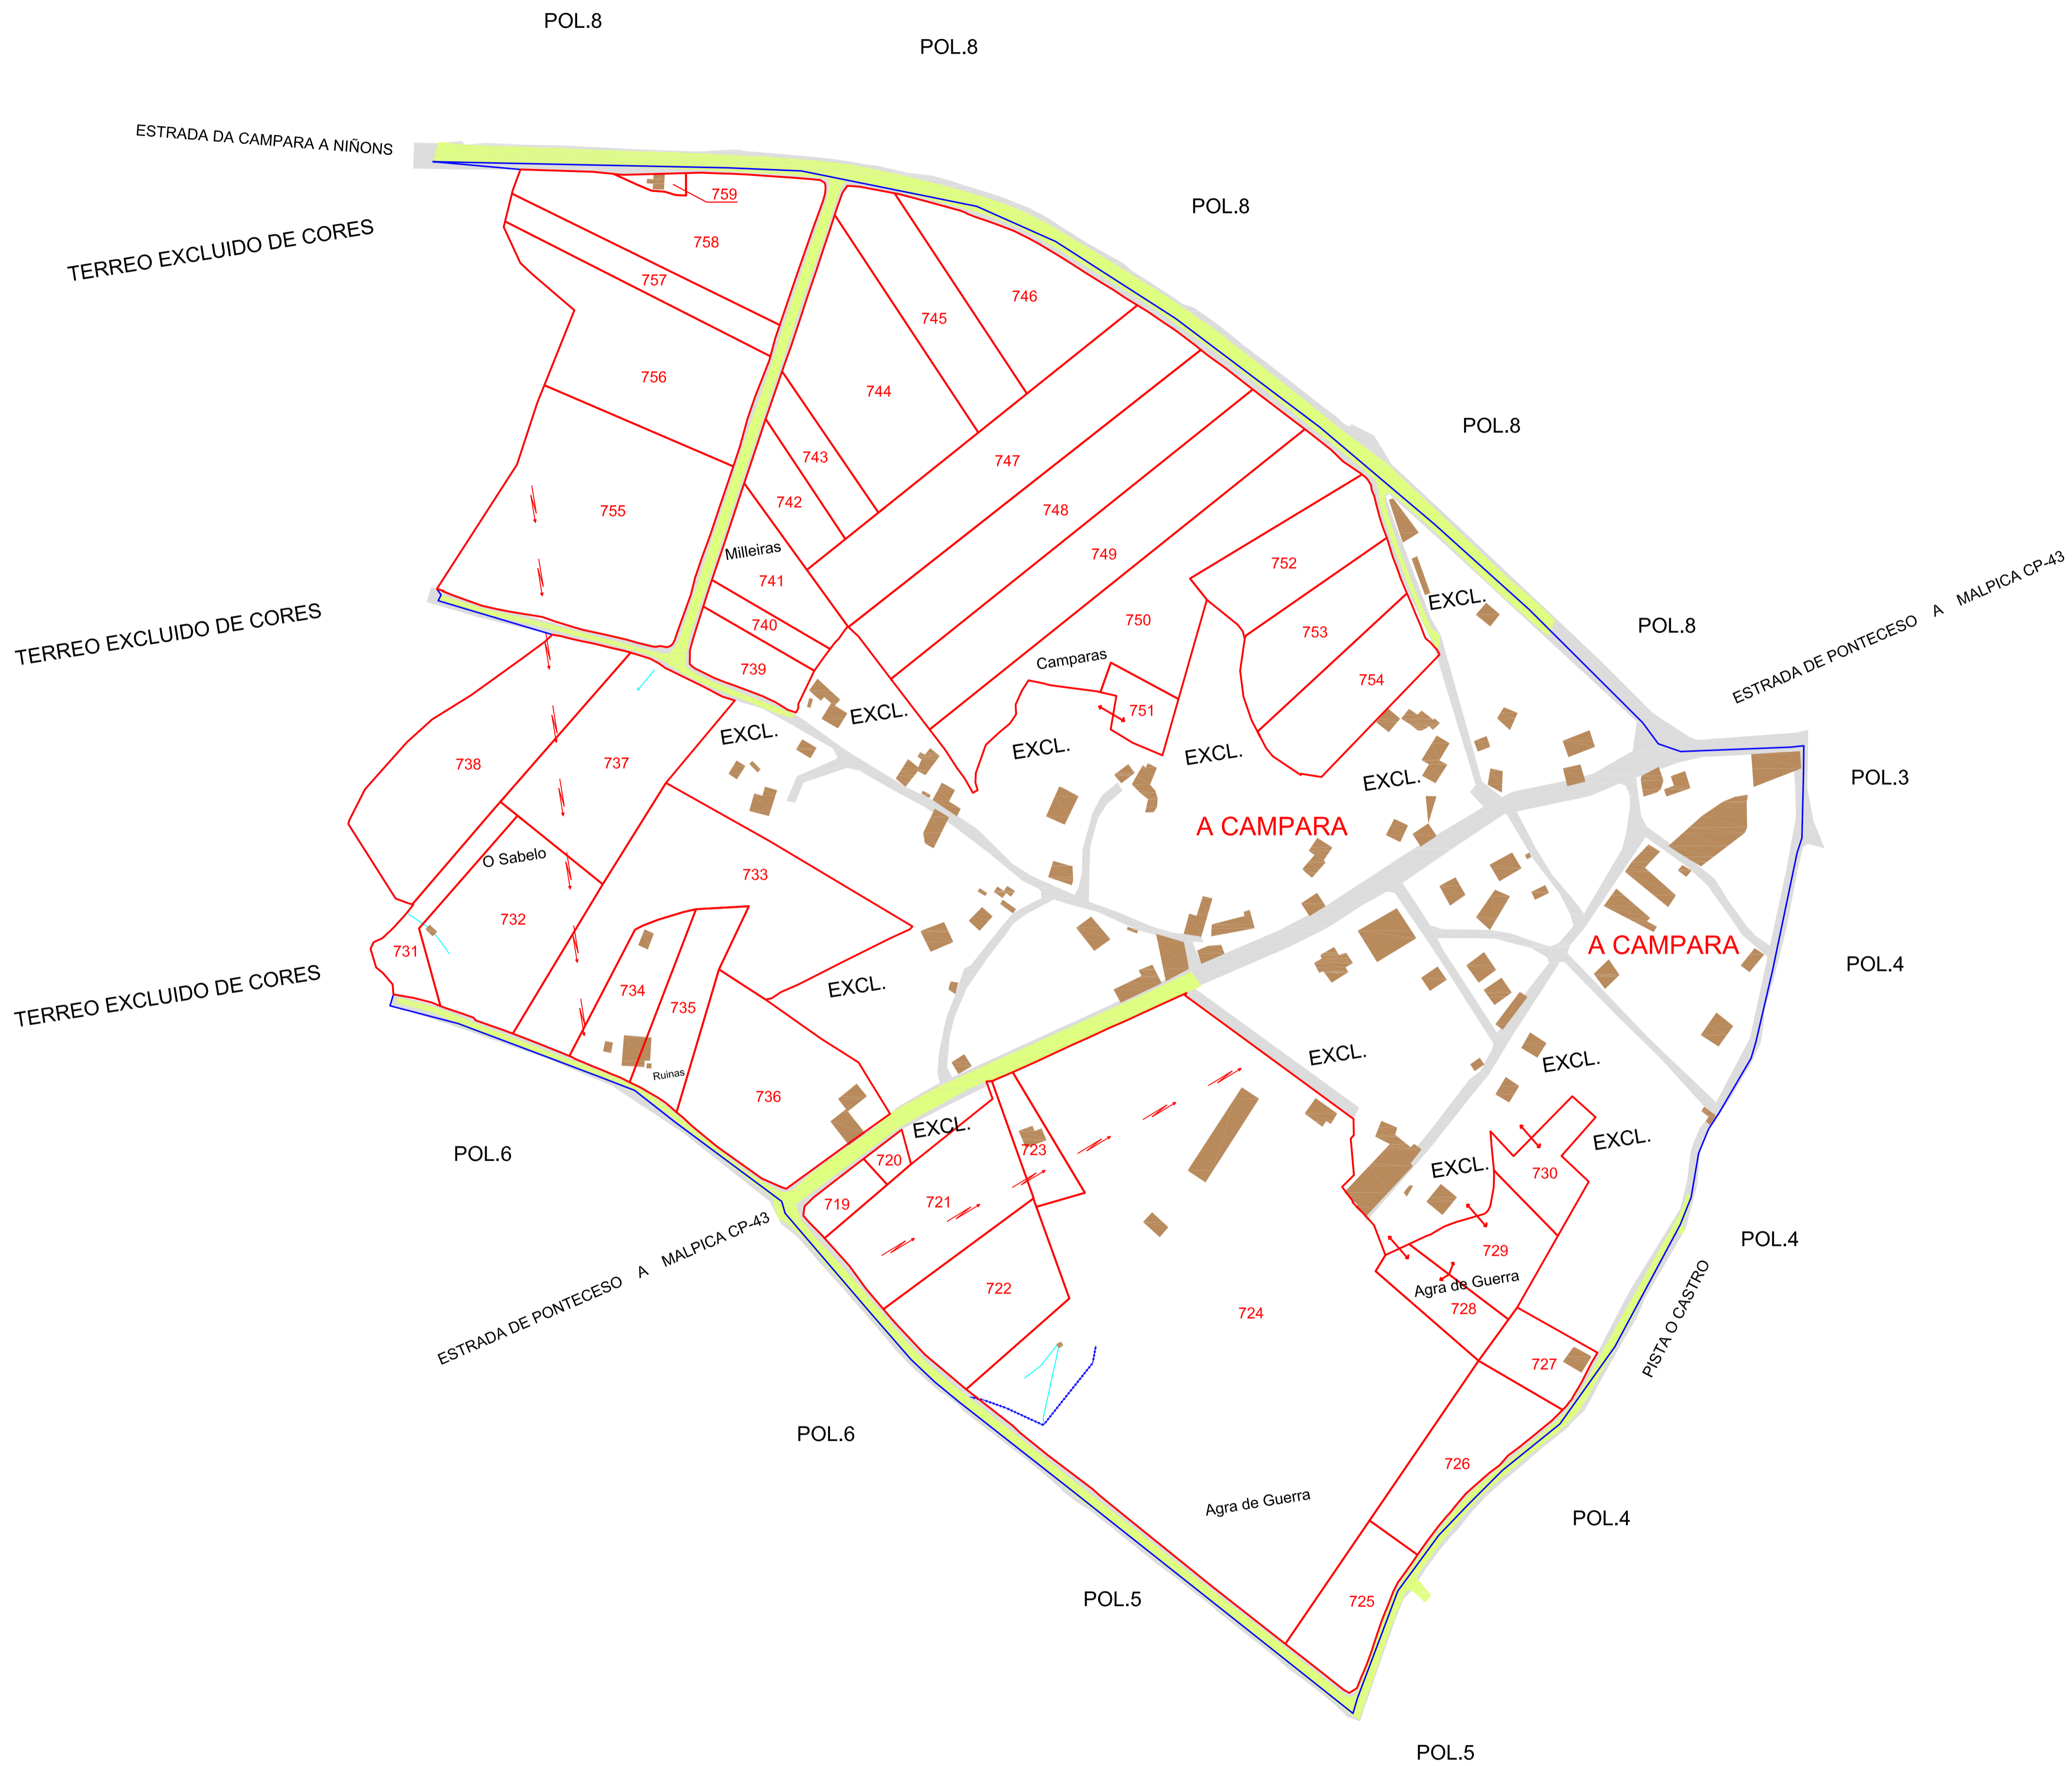 POL.8
POL.8
ESTRADA DA CAMPARA A NIÑONS
759
POL.8
TERREO EXCLUIDO DE CORES
758
757
746
745
756
744
POL.8
743
747
742
755
748
Milleiras
749
741
752
EXCL.
ESTRADA DE PONTECESO A MALPICA CP-43
740
750
753
POL.8
TERREO EXCLUIDO DE CORES
Camparas
739
754
751
EXCL.
EXCL.
EXCL.
EXCL.
738
737
EXCL.
POL.3
A CAMPARA
O Sabelo
733
732
A CAMPARA
731
POL.4
TERREO EXCLUIDO DE CORES
EXCL.
734
735
EXCL.
EXCL.
Ruinas
736
EXCL.
EXCL.
POL.6
723
720
EXCL.
730
721
719
ESTRADA DE PONTECESO A MALPICA CP-43
POL.4
729
722
Agra de Guerra
728
724
PISTA O CASTRO
727
POL.6
726
Agra de Guerra
POL.4
POL.5
725
POL.5